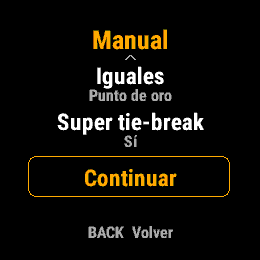 Manual
Iguales
Punto de oro
Super tie-break
Sí
Continuar
BACK Volver